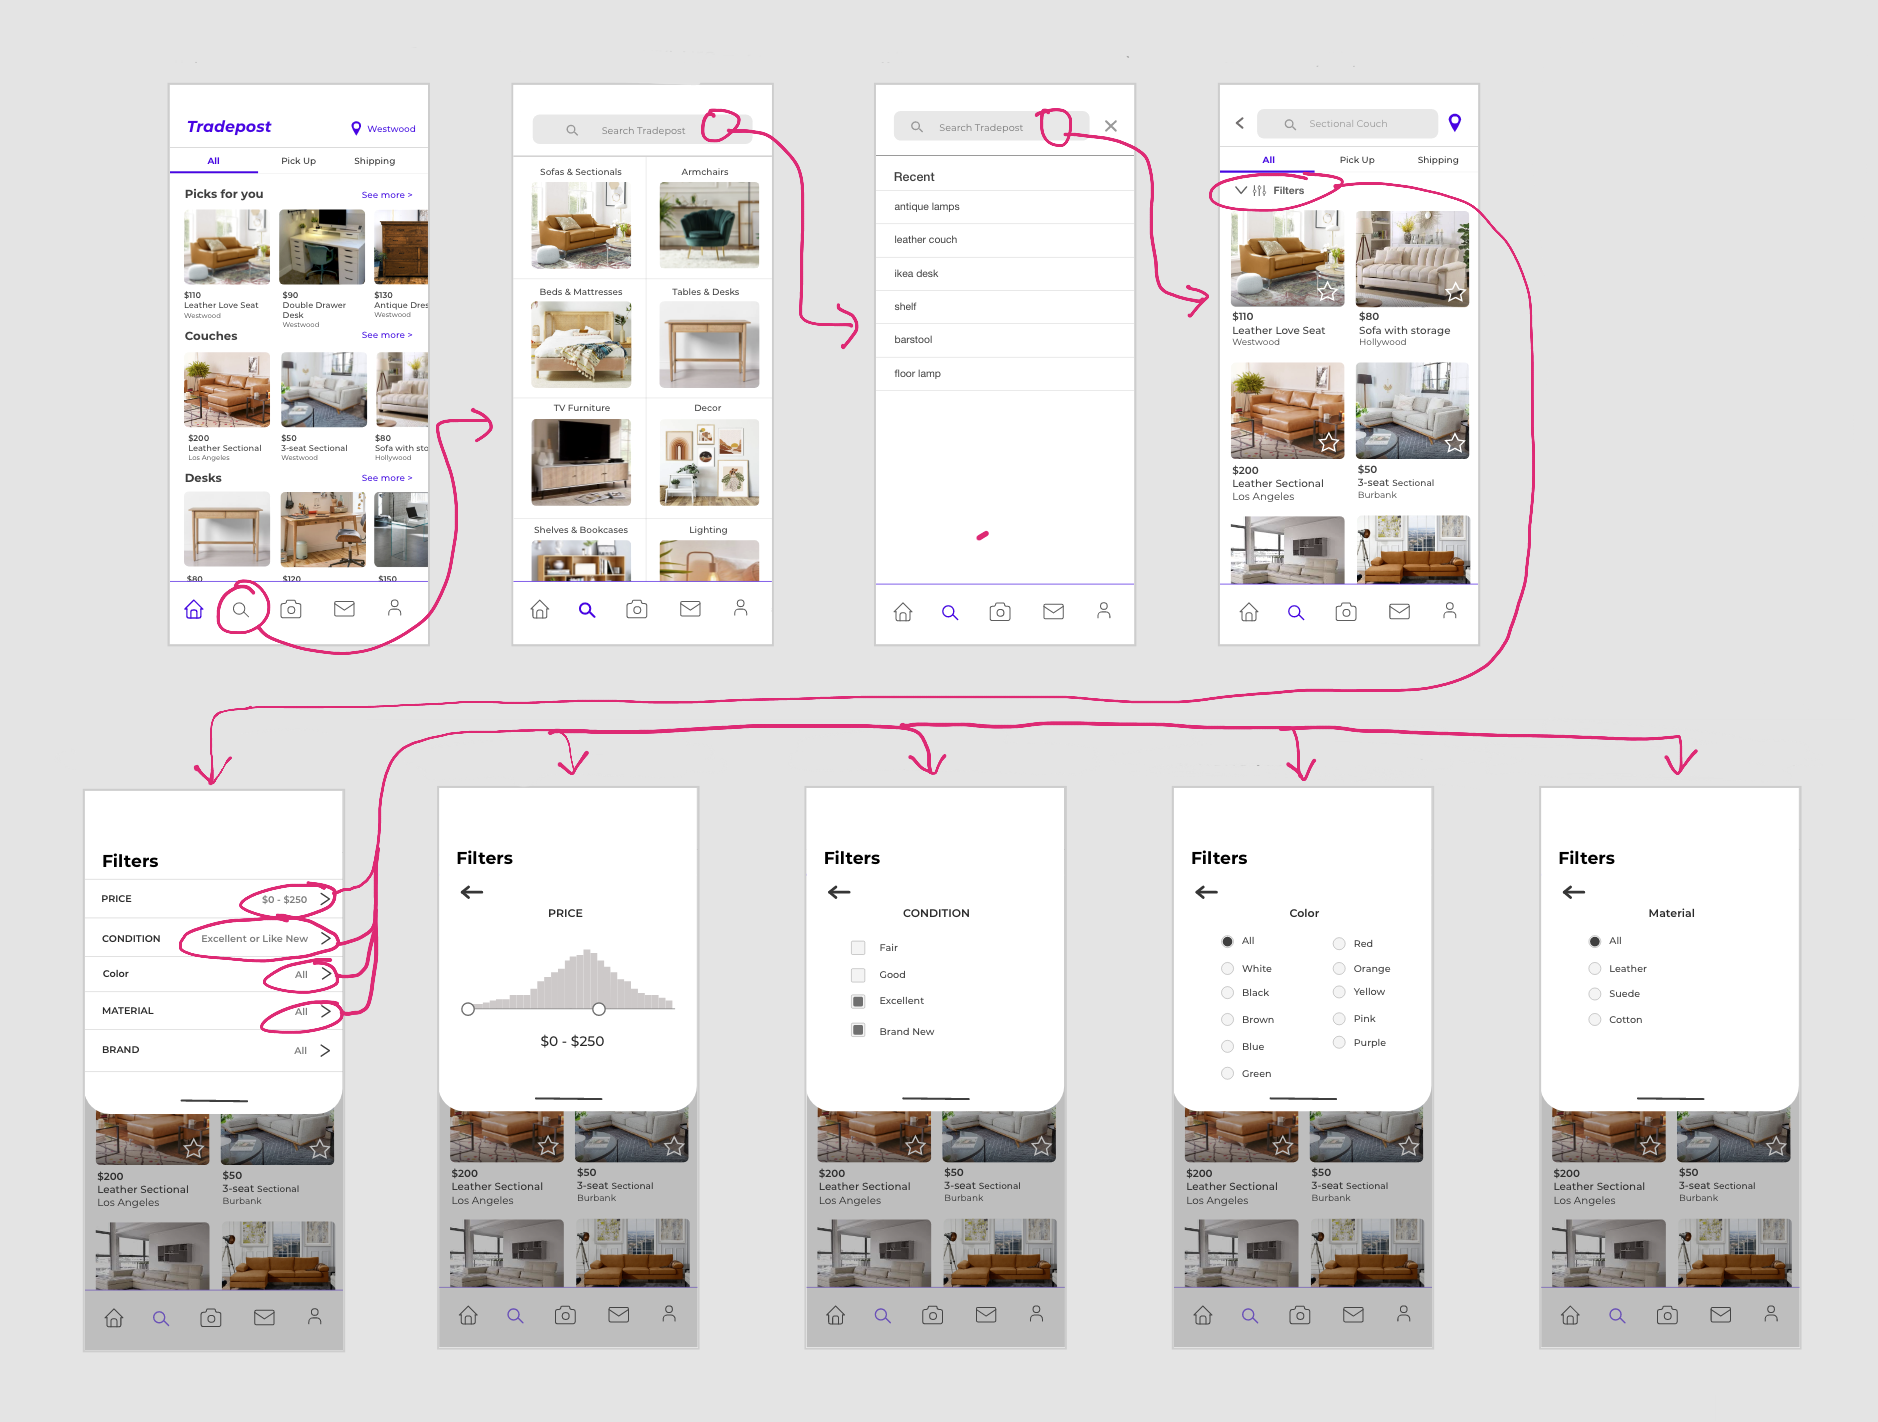 Tradepost
Westwood
All Pick Up Shipping
Picks for you See more >
$110 $90 $130
Leather Love Seat Double Drawer Desk Antique Dres
Westwood Westwood Westwood
Couches See more >
$200 $50 $80
Leather Sectional 3-seat Sectional Sofa with sto
Los Angeles Westwood Hollywood
Desks See more >
$80 $120 $150
Search Tradepost
Sofas & Sectionals Armchairs
Beds & Mattresses Tables & Desks
TV Furniture Decor
Shelves & Bookcases Lighting
Search Tradepost
Recent
antique lamps
leather couch
ikea desk
shelf
barstool
floor lamp
Sectional Couch
All Pick Up Shipping
Filters
$110 $80
Leather Love Seat Sofa with storage
Westwood Hollywood
$200 $50
Leather Sectional 3-seat Sectional
Los Angeles Burbank
Filters
PRICE $0 - $250
CONDITION Excellent or Like New
Color All
MATERIAL All
BRAND All
$200 $50
Leather Sectional 3-seat Sectional
Los Angeles Burbank
Filters
PRICE
$0 - $250
$200 $50
Leather Sectional 3-seat Sectional
Los Angeles Burbank
Filters
CONDITION
Fair
Good
Excellent
Brand New
$200 $50
Leather Sectional 3-seat Sectional
Los Angeles Burbank
Filters
Color
All Red
White Orange
Black Yellow
Brown Pink
Blue Purple
Green
$200 $50
Leather Sectional 3-seat Sectional
Los Angeles Burbank
Filters
Material
All
Leather
Suede
Cotton
$200 $50
Leather Sectional 3-seat Sectional
Los Angeles Burbank